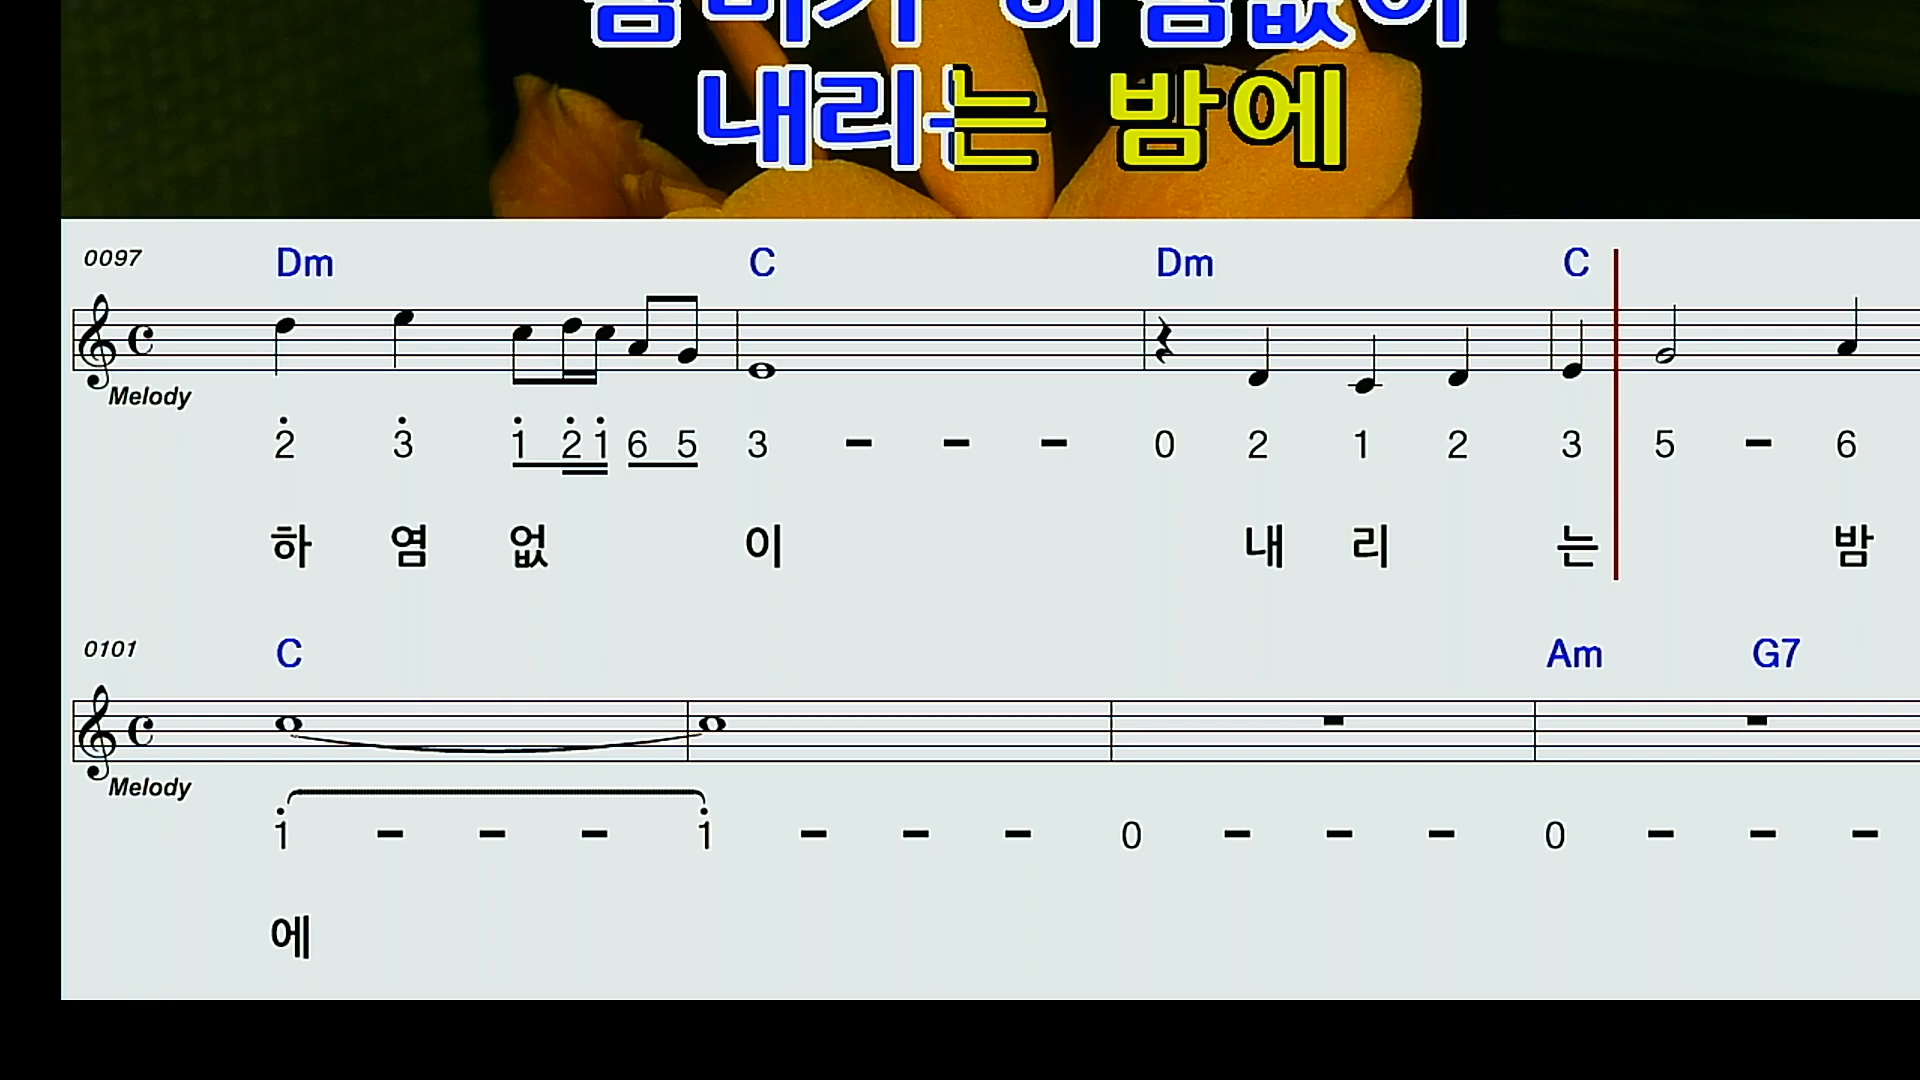 내리는 밤에
0097 Dm C Dm C
Melody
2 3 1 2 1 6 5 3 - - - 0 2 1 2 3 5 - 6
하 염 없 이 내 리 는 밤
0101 C Am G7
Melody
1 - - - 1 - - - 0 - - - 0 - - -
에